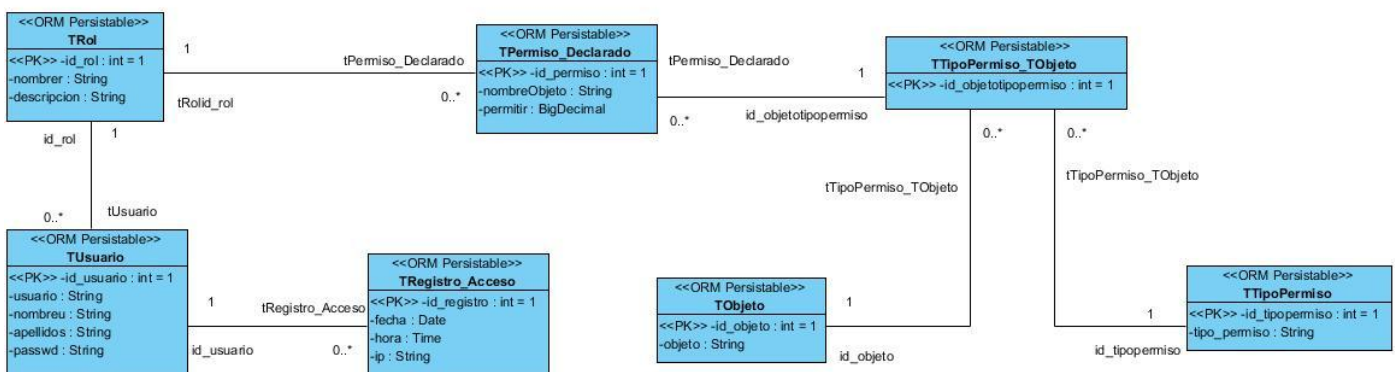 <<ORM Persistable>>
TRol
<<PK>> -id_rol : int = 1
-nombrer : String
-descripcion : String
1
tPermiso_Declarado
tRolid_rol
0..*
<<ORM Persistable>>
TPermiso_Declarado
<<PK>> -id_permiso : int = 1
-nombreObjeto : String
-permitir : BigDecimal
tPermiso_Declarado
1
0..*
id_objetotipopermiso
<<ORM Persistable>>
TTipoPermiso_TObjeto
<<PK>> -id_objetotipopermiso : int = 1
0..*
0..*
tTipoPermiso_TObjeto
tTipoPermiso_TObjeto
id_rol
1
0..*
tUsuario
<<ORM Persistable>>
TUsuario
<<PK>> -id_usuario : int = 1
-usuario : String
-nombreu : String
-apellidos : String
-passwd : String
1
tRegistro_Acceso
id_usuario
0..*
<<ORM Persistable>>
TRegistro_Acceso
<<PK>> -id_registro : int = 1
-fecha : Date
-hora : Time
-ip : String
<<ORM Persistable>>
TObjeto
<<PK>> -id_objeto : int = 1
-objeto : String
1
id_objeto
1
id_tipopermiso
<<ORM Persistable>>
TTipoPermiso
<<PK>> -id_tipopermiso : int = 1
-tipo_permiso : String